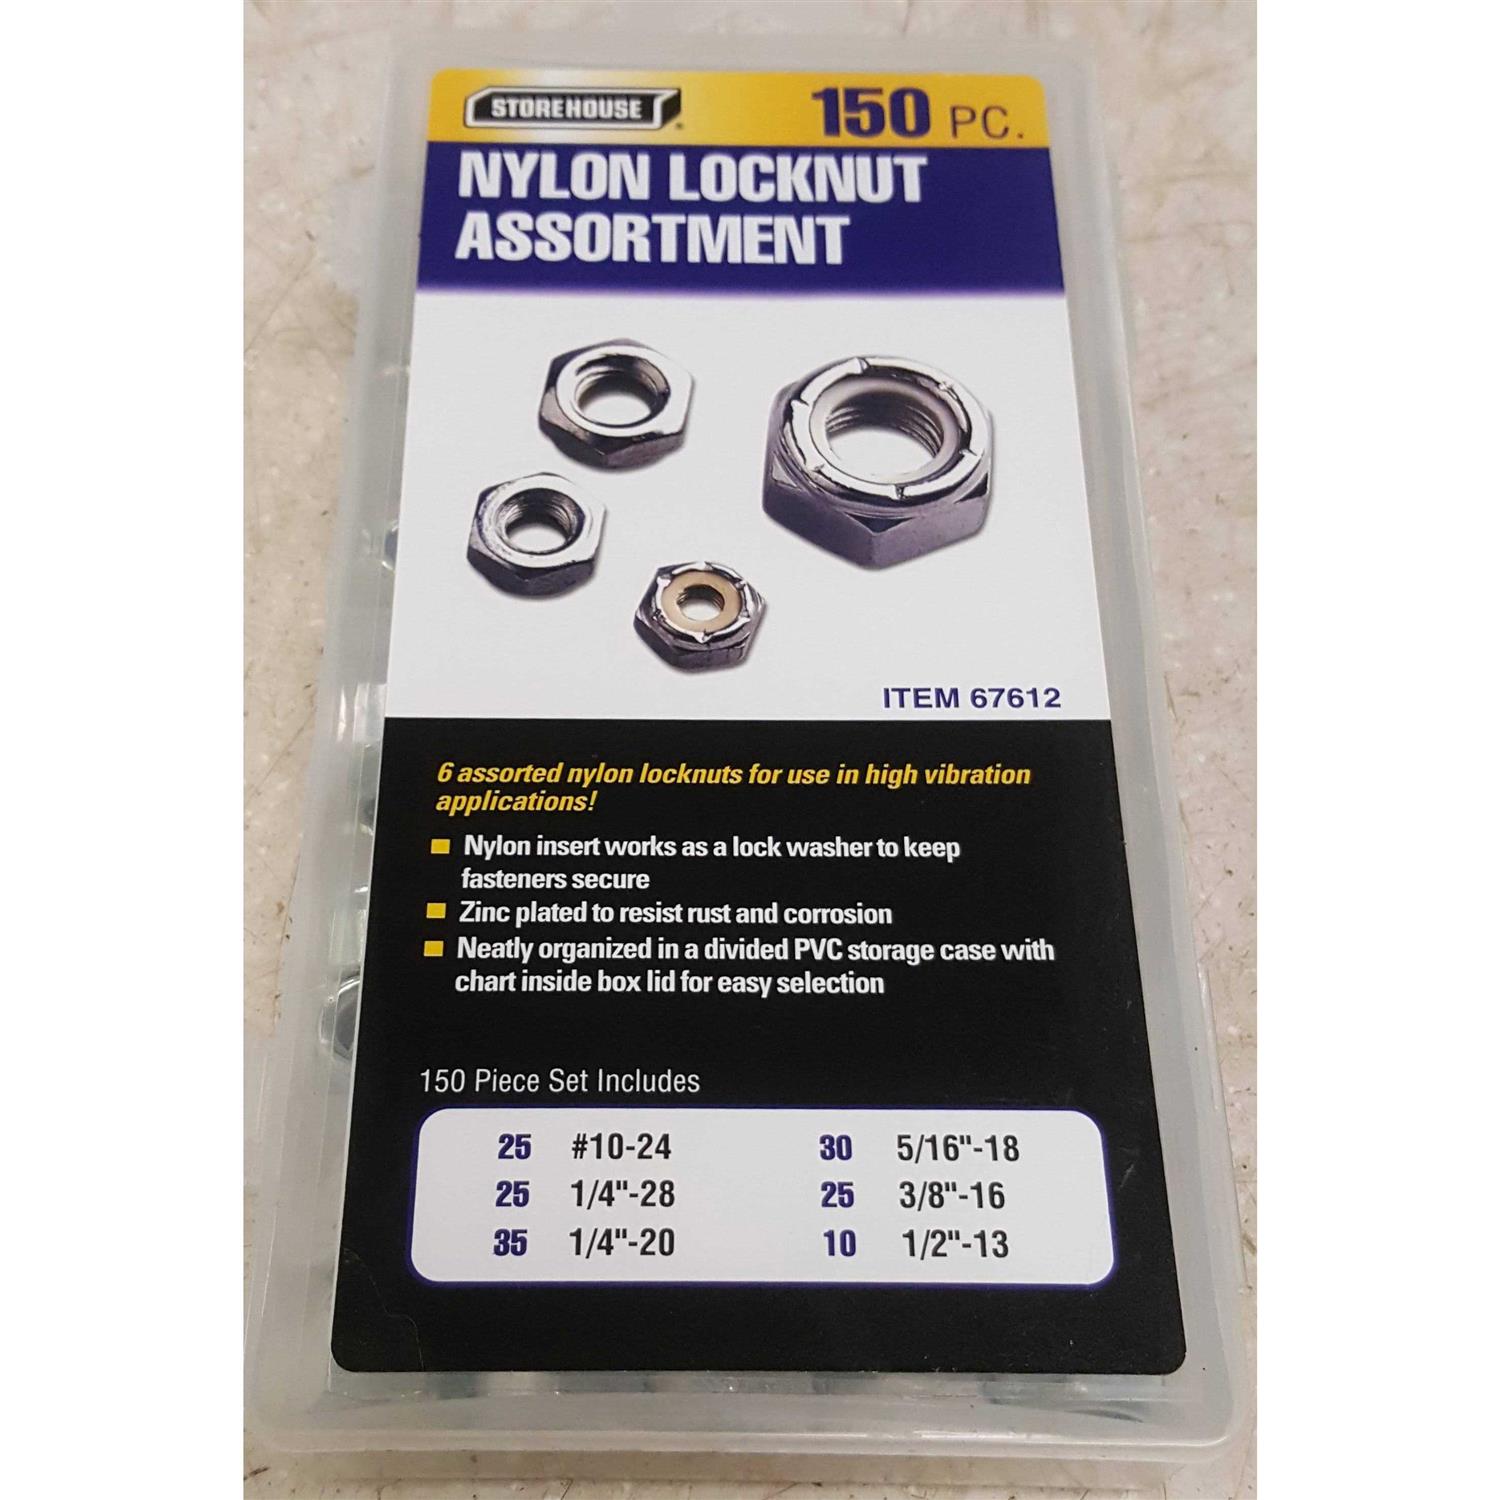 STOREHOUSE
150 PC.
NYLON LOCKNUT
ASSORTMENT
ITEM 67612
6 assorted nylon locknuts for use in high vibration
applications!
Nylon insert works as a lock washer to keep
fasteners secure
Zinc plated to resist rust and corrosion
Neatly organized in a divided PVC storage case with
chart inside box lid for easy selection
150 Piece Set Includes
25 #10-24 30 5/16"-18
25 1/4"-28 25 3/8"-16
35 1/4"-20 10 1/2"-13